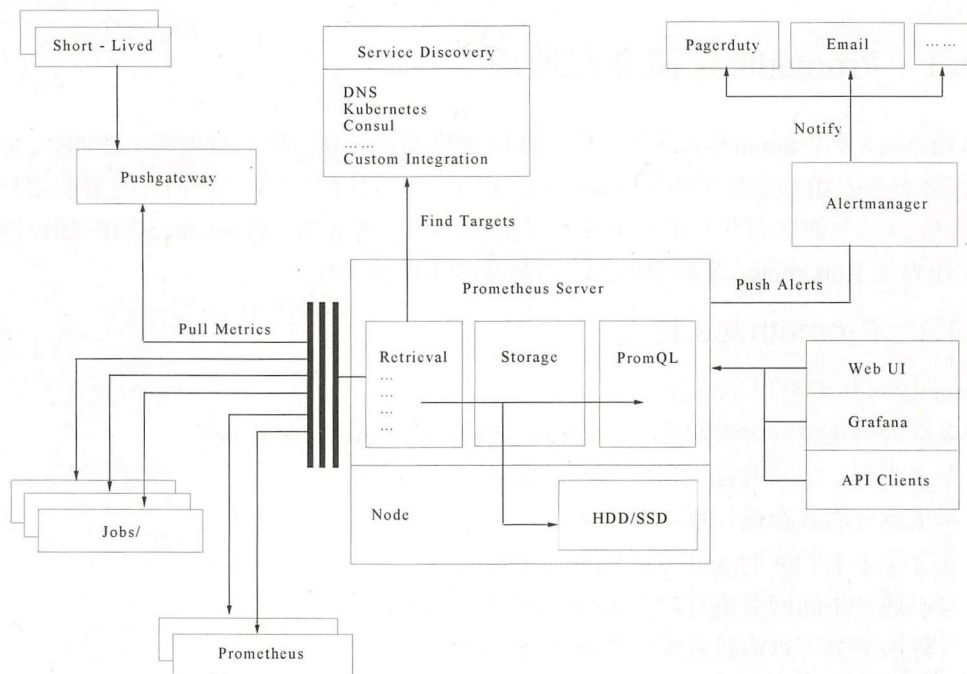 Short - Lived
Pushgateway
Service Discovery
DNS
Kubernetes
Consul
... ...
Custom Integration
Find Targets
Pagerduty
Email
... ...
Notify
Alertmanager
Push Alerts
Prometheus Server
Pull Metrics
Retrieval
...
...
...
...
Storage
PromQL
Web UI
Grafana
API Clients
Node
HDD/SSD
Jobs/
Prometheus